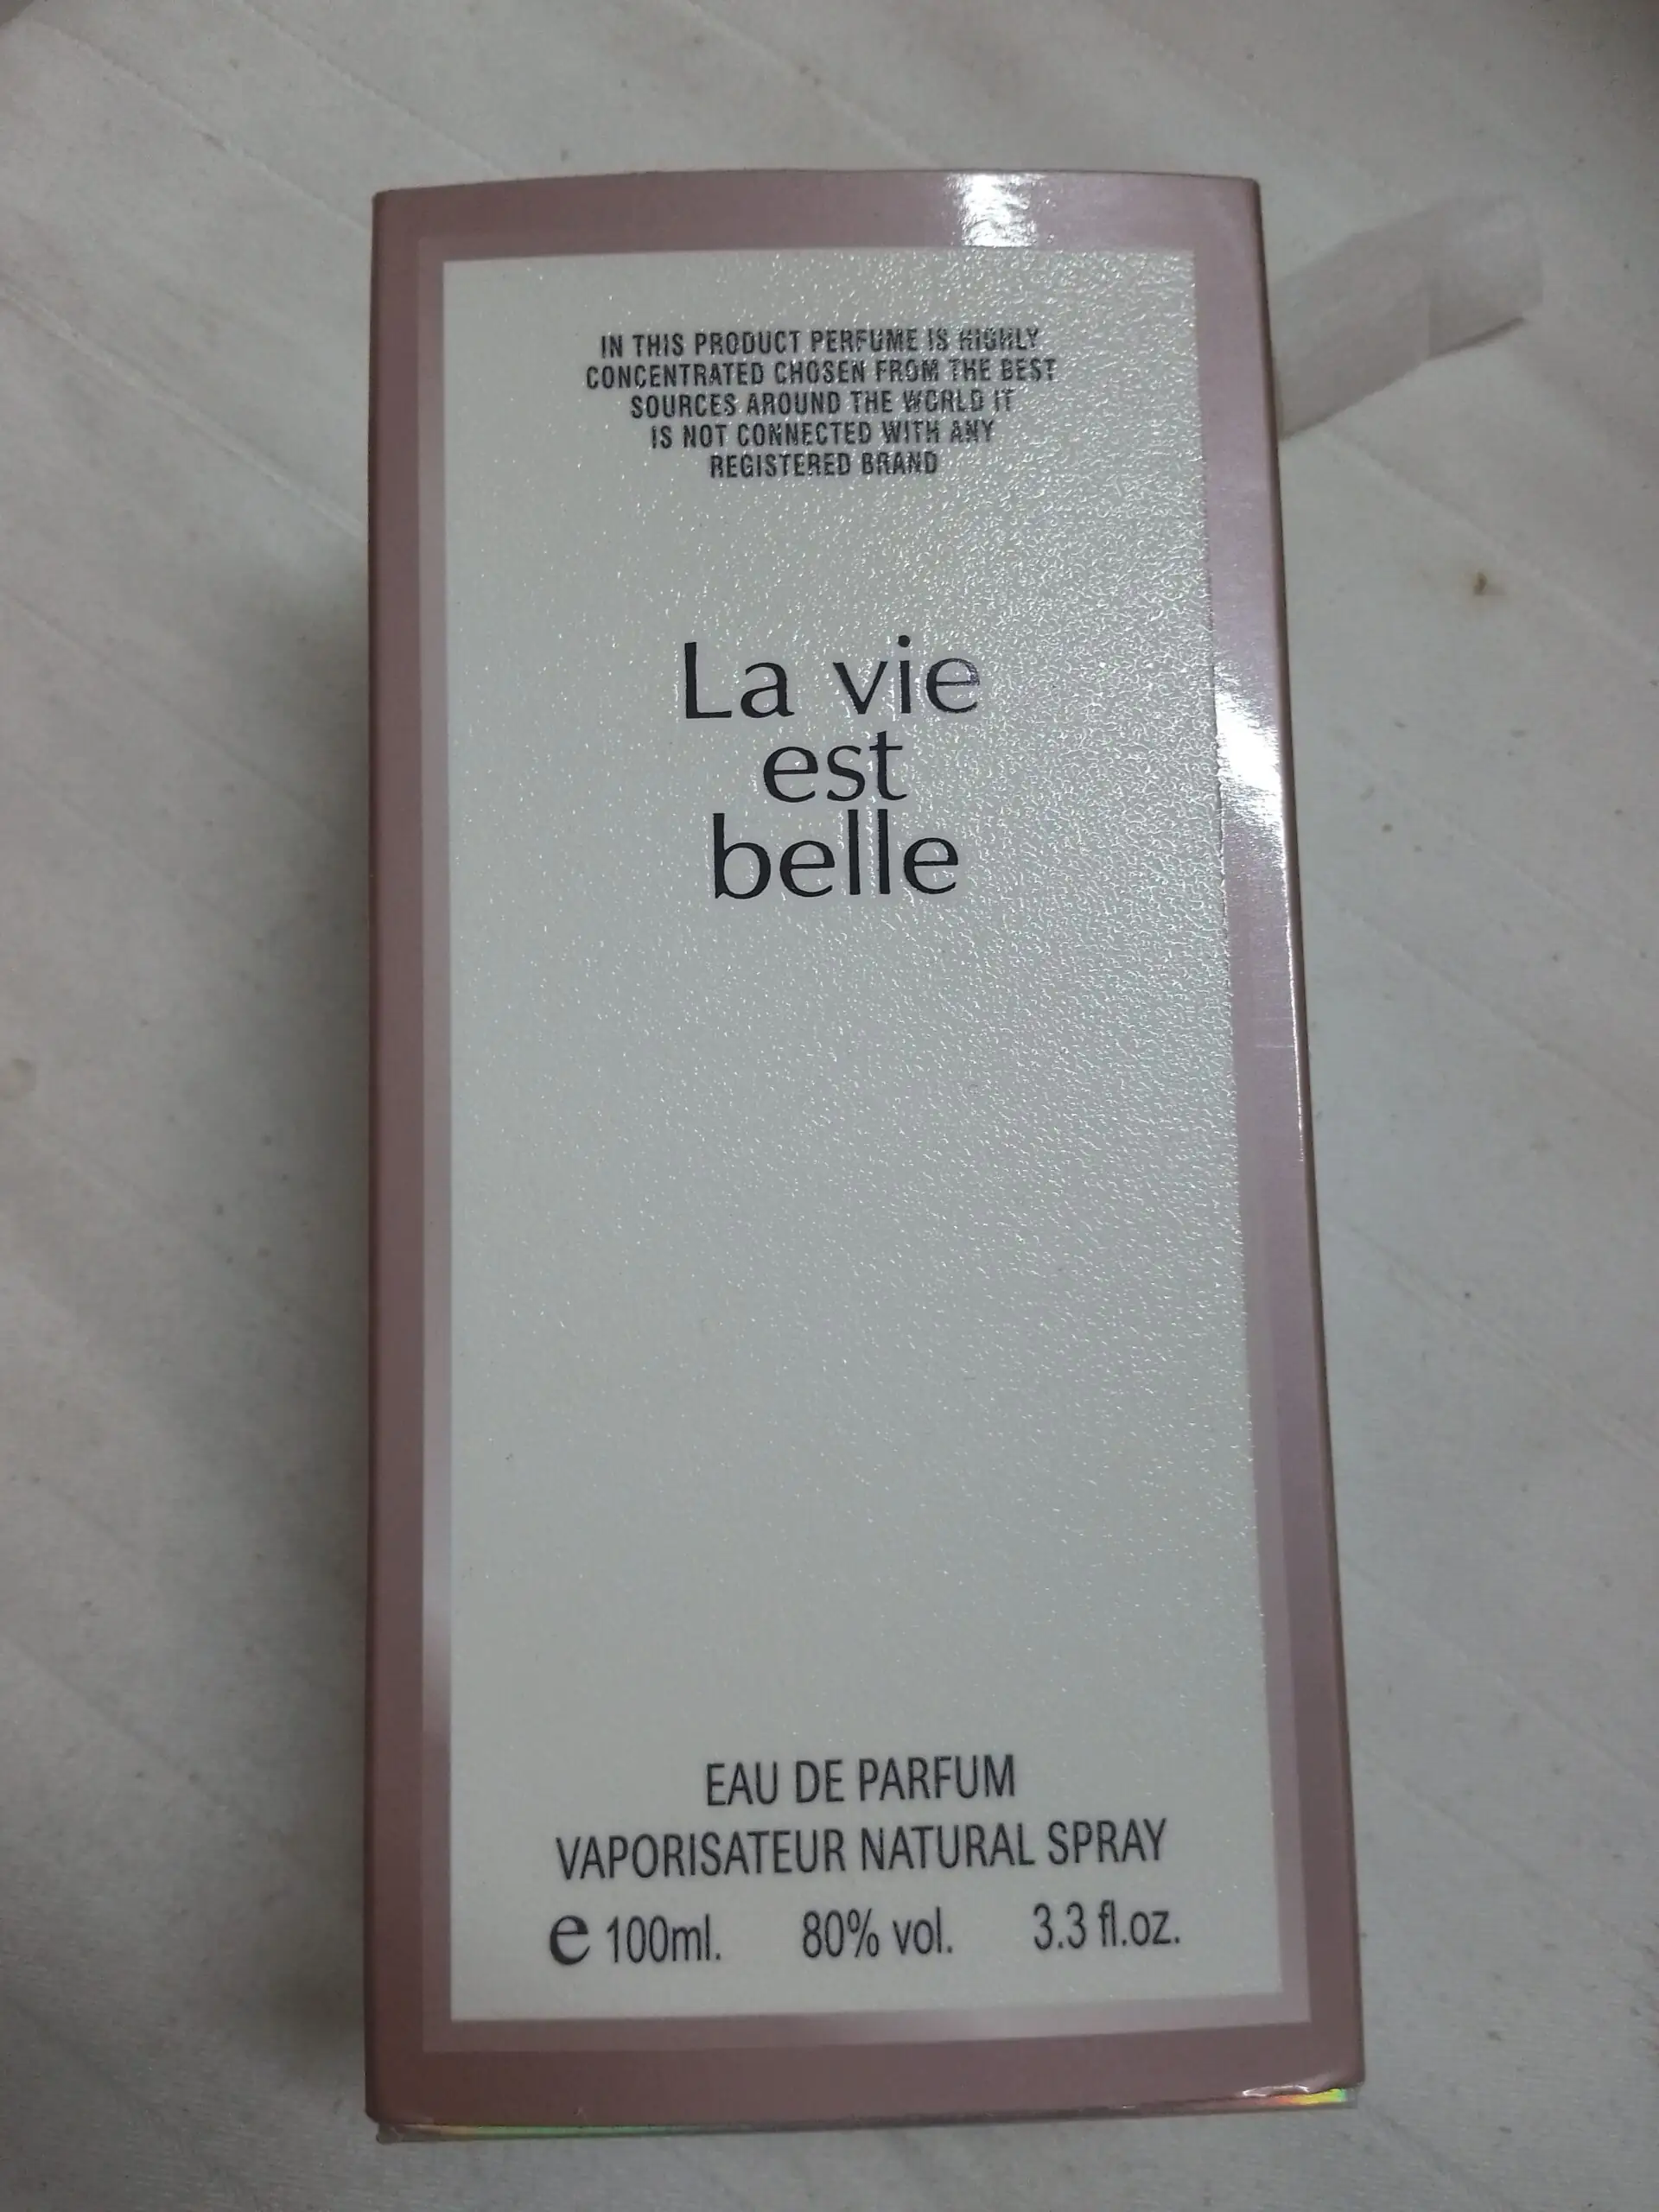 IN THIS PRODUCT PERFUME IS HIGHLY
CONCENTRATED CHOSEN FROM THE BEST
SOURCES AROUND THE WORLD IT
IS NOT CONNECTED WITH ANY
REGISTERED BRAND
La vie
est
belle
EAU DE PARFUM
VAPORISATEUR NATURAL SPRAY
e 100ml. 80% vol. 3.3 fl.oz.